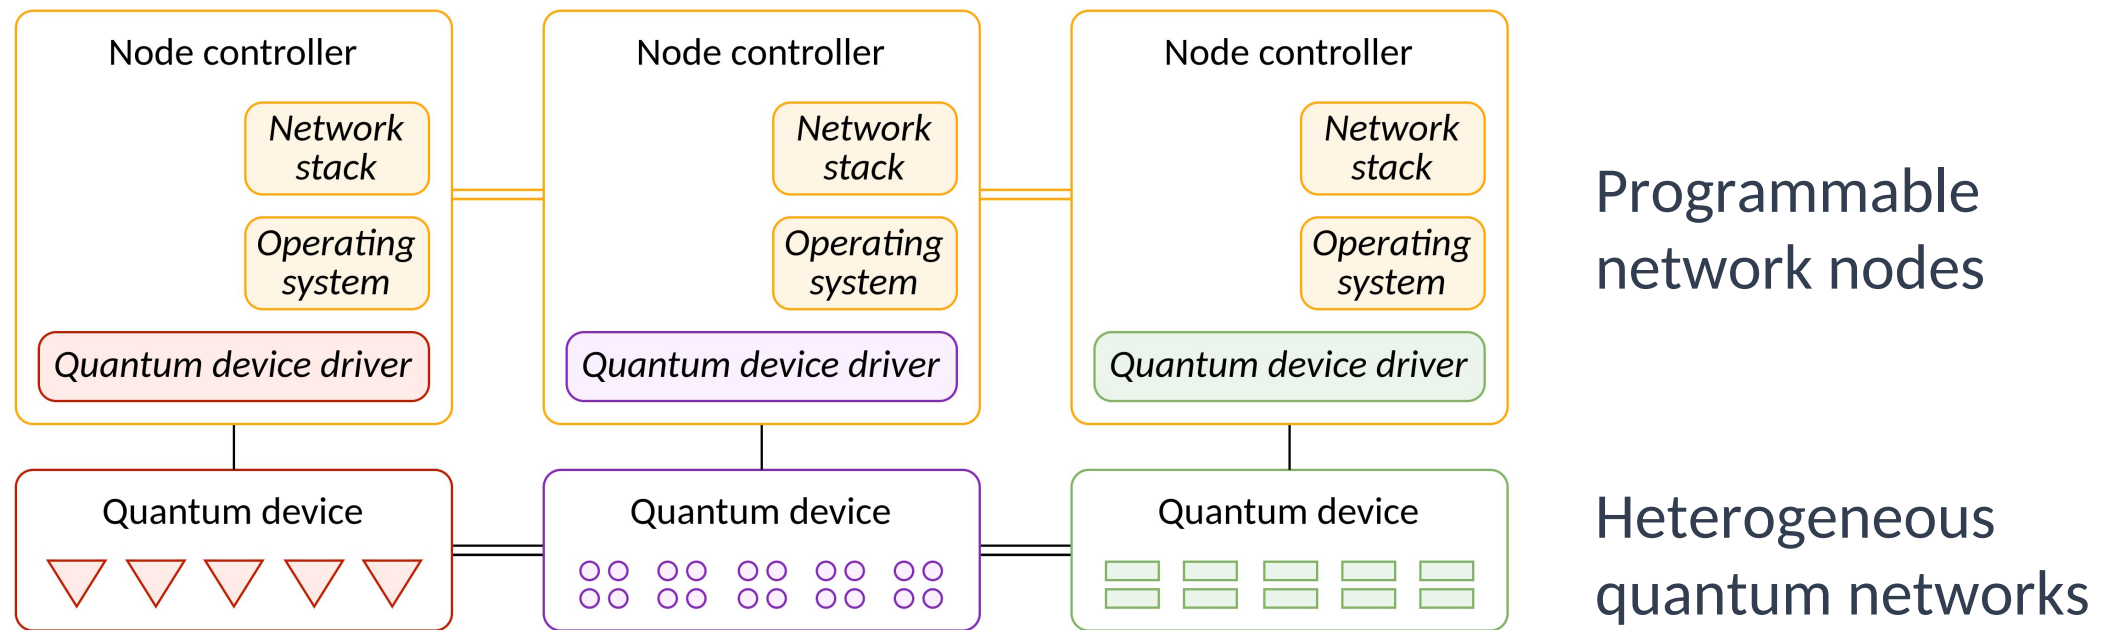 Node controller
Network
stack
Operating
system
Quantum device driver
Quantum device
Node controller
Network
stack
Operating
system
Quantum device driver
Quantum device
Node controller
Network
stack
Operating
system
Quantum device driver
Quantum device
Programmable
network nodes
Heterogeneous
quantum networks